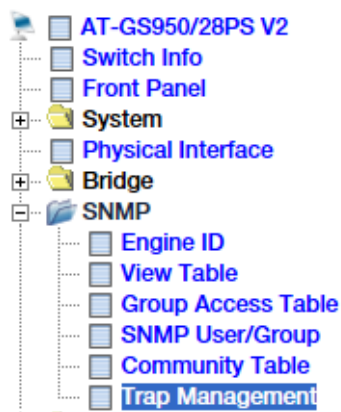 AT-GS950/28PS V2
Switch Info
Front Panel
System
Physical Interface
Bridge
SNMP
Engine ID
View Table
Group Access Table
SNMP User/Group
Community Table
Trap Management